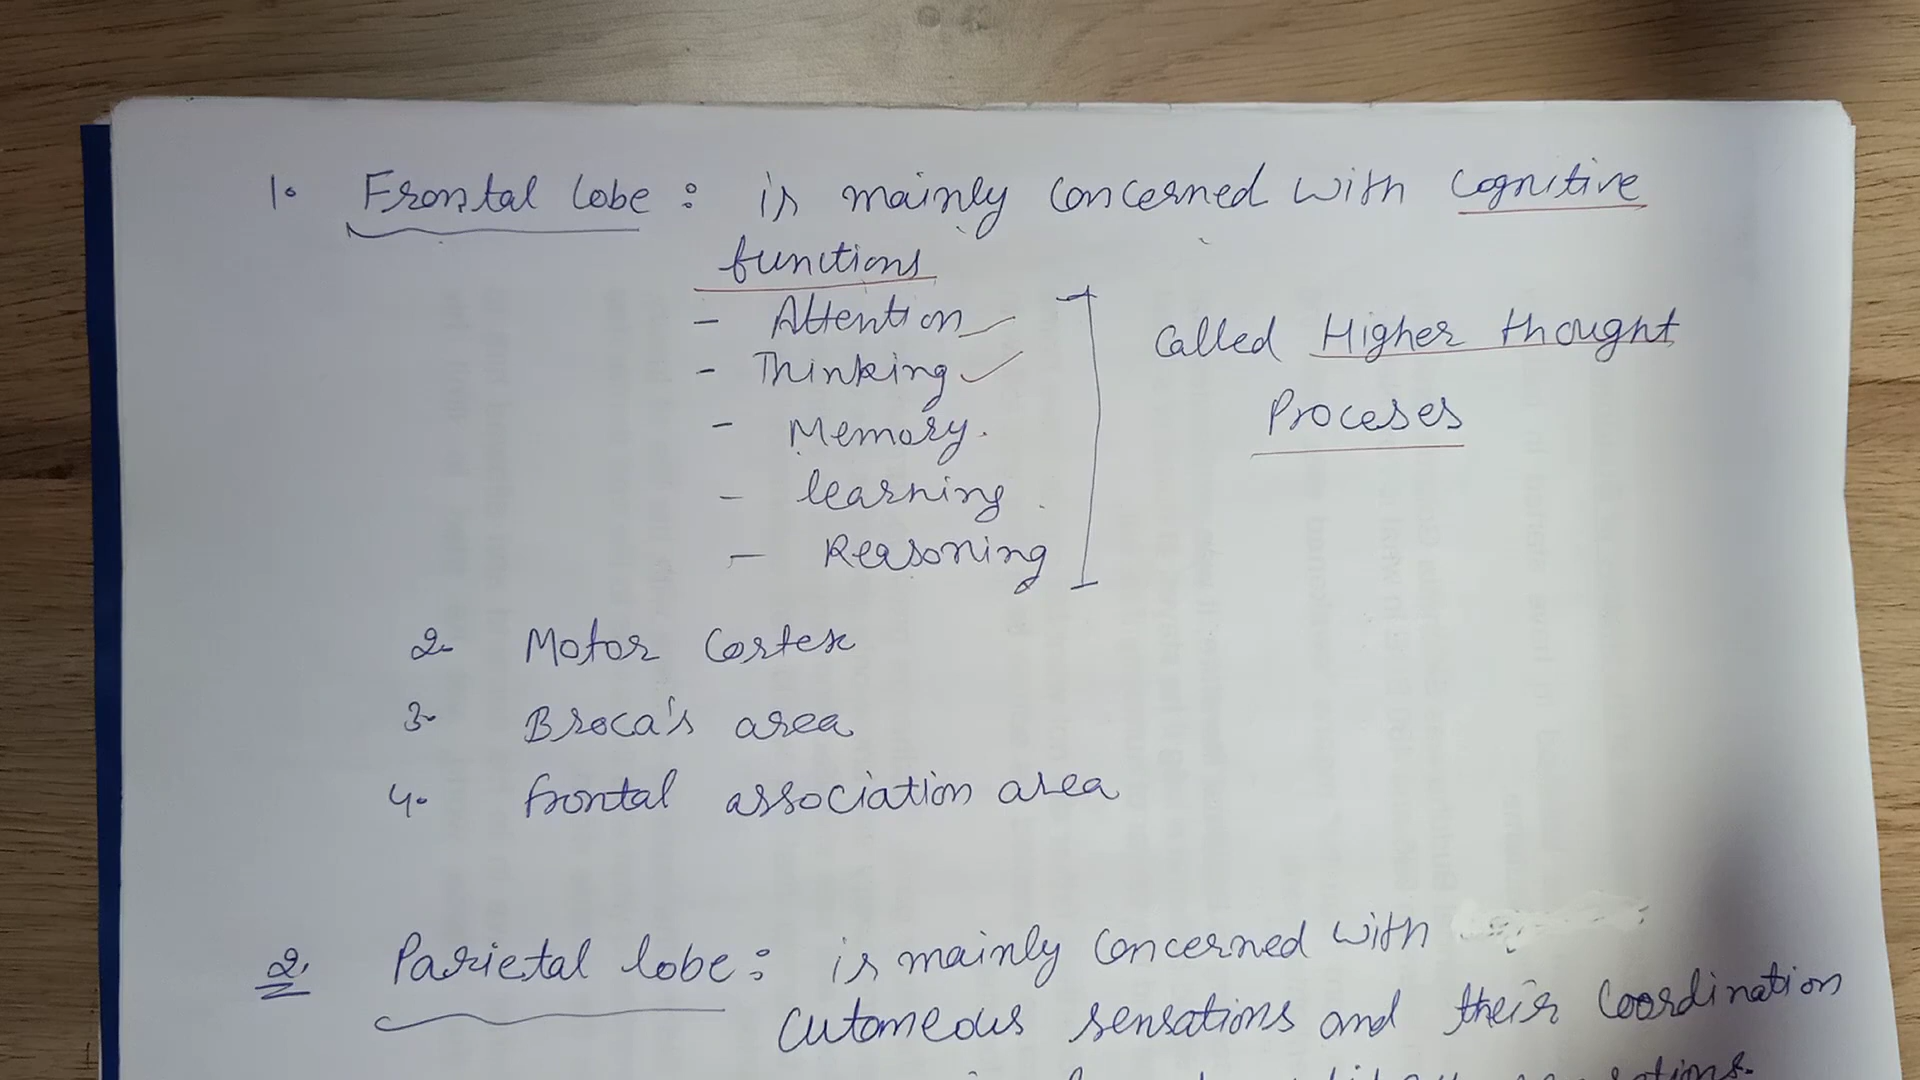 1. Frontal lobe : is mainly concerned with cognitive
functions
- Attention
- Thinking
- Memory.
- learning
- Reasoning
called Higher thought
Proceses
2. Motor Cortex
3. Broca's area
4. frontal association area
2. Parietal lobe : is mainly concerned with
cutaneous sensations and their coordination